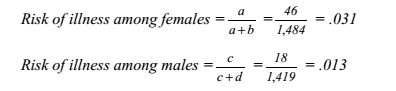 Risk of illness among females = a/(a+b) = 46/1,484 = .031
Risk of illness among males = c/(c+d) = 18/1,419 = .013